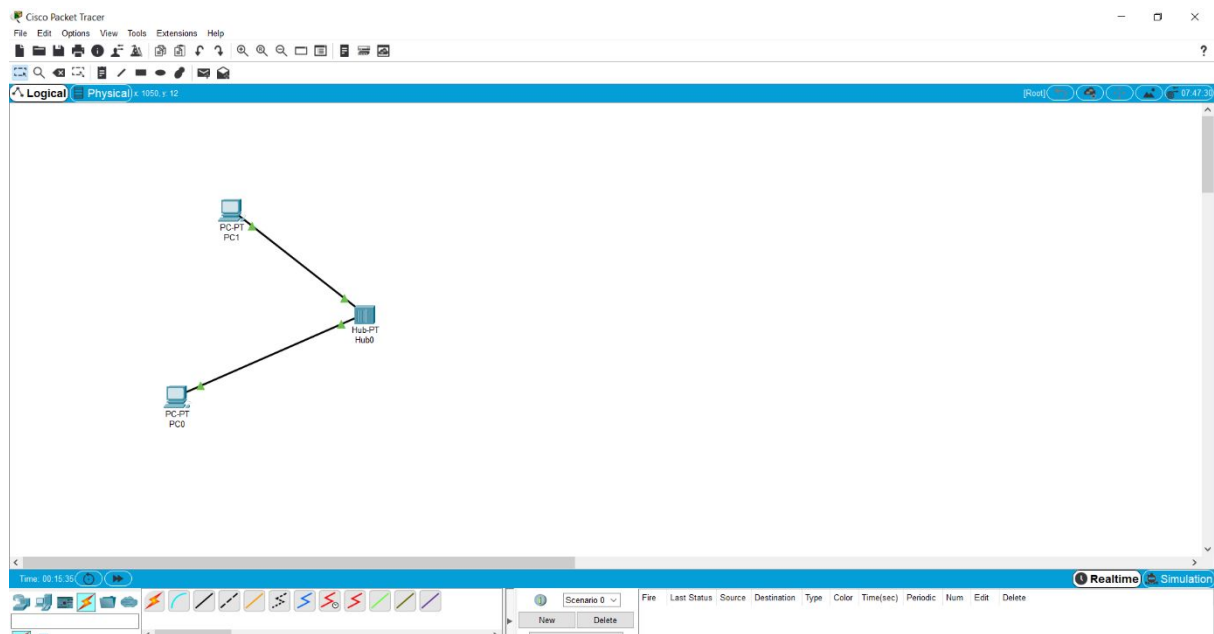 Cisco Packet Tracer
File Edit Options View Tools Extensions Help
?
Logical Physical x: 1050, y: 12 [Root] 07:47:30
PC-PT
PC1
Hub-PT
Hub0
PC-PT
PC0
Time: 00:15:35 Realtime Simulation
Scenario 0 Fire Last Status Source Destination Type Color Time(sec) Periodic Num Edit Delete
New Delete